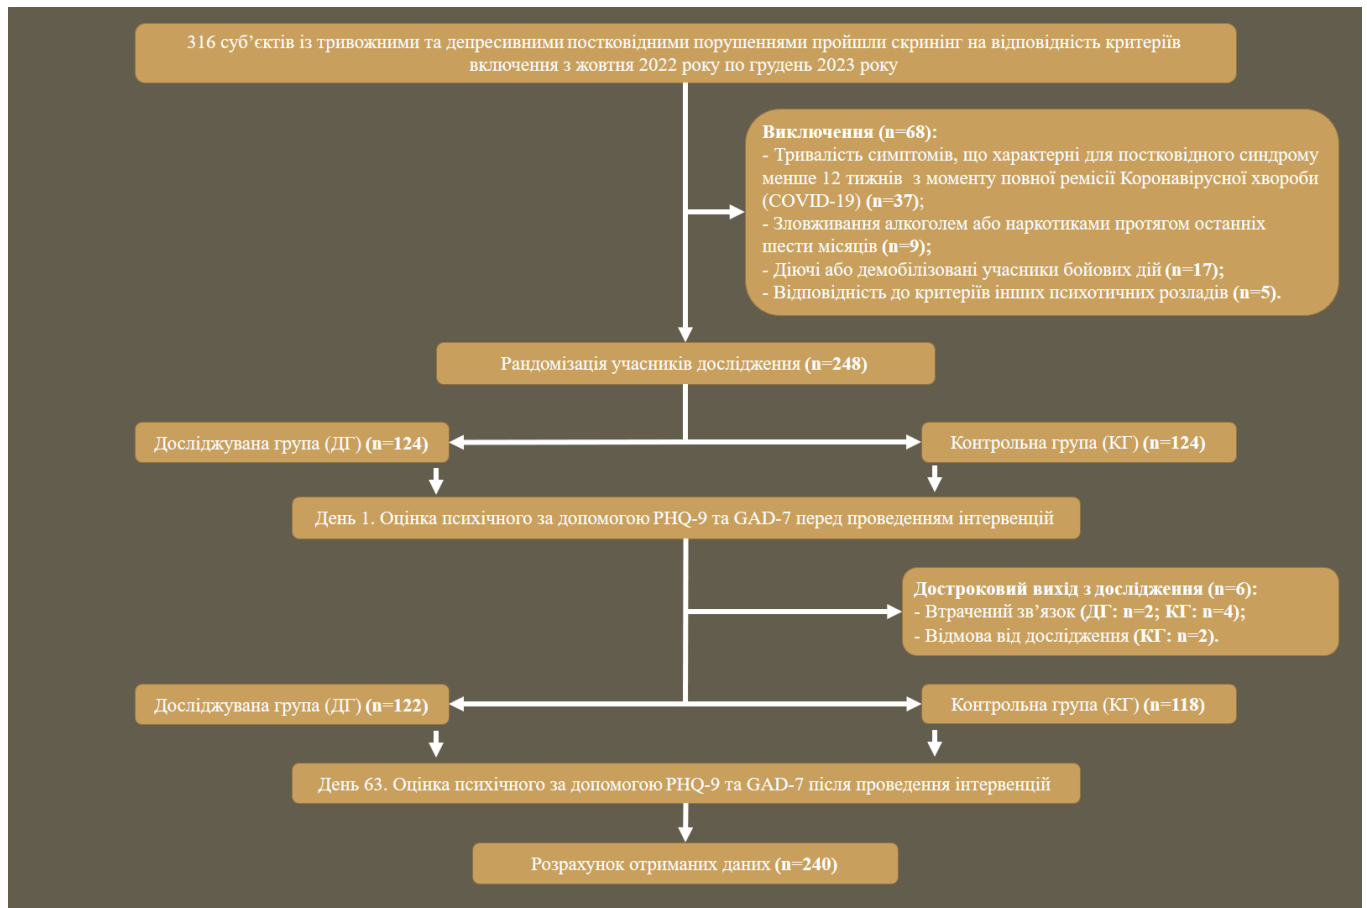 316 суб’єктів із тривожними та депресивними постковідними порушеннями пройшли скринінг на відповідність критеріїв
включення з жовтня 2022 року по грудень 2023 року
Виключення (n=68):
- Тривалість симптомів, що характерні для постковідного синдрому
менше 12 тижнів з моменту повної ремісії Коронавірусної хвороби
(COVID-19) (n=37);
- Зловживання алкоголем або наркотиками протягом останніх
шести місяців (n=9);
- Діючі або демобілізовані учасники бойових дій (n=17);
- Відповідність до критеріїв інших психотичних розладів (n=5).
Рандомізація учасників дослідження (n=248)
Досліджувана група (ДГ) (n=124)
Контрольна група (КГ) (n=124)
День 1. Оцінка психічного за допомогою PHQ-9 та GAD-7 перед проведенням інтервенцій
Достроковий вихід з дослідження (n=6):
- Втрачений зв’язок (ДГ: n=2; КГ: n=4);
- Відмова від дослідження (КГ: n=2).
Досліджувана група (ДГ) (n=122)
Контрольна група (КГ) (n=118)
День 63. Оцінка психічного за допомогою PHQ-9 та GAD-7 після проведення інтервенцій
Розрахунок отриманих даних (n=240)